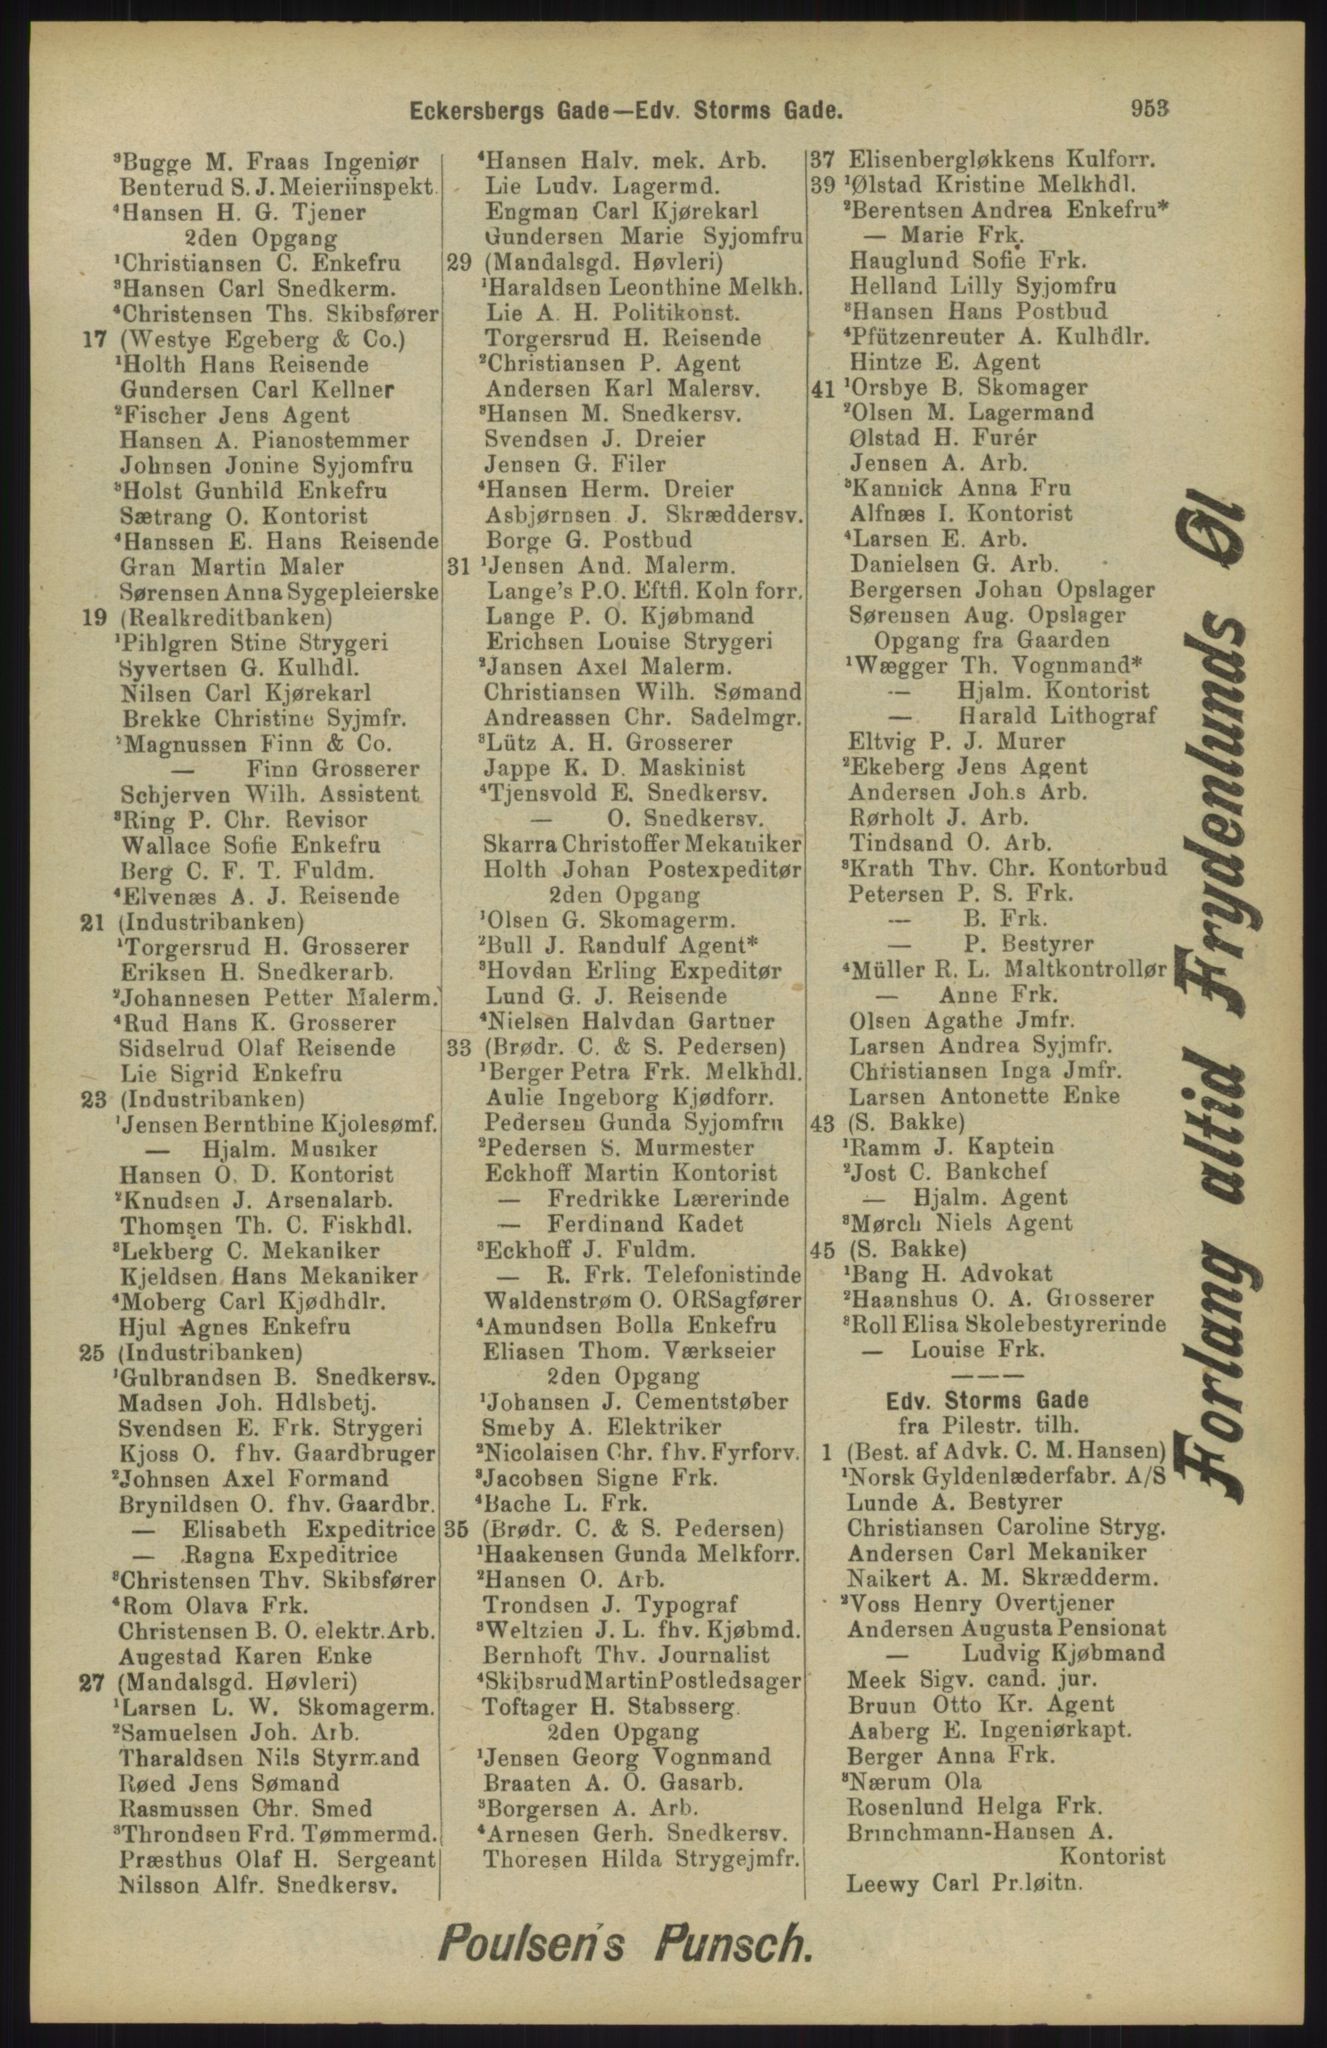 Eckersbergs Gade—Edv. Storms Gade. 953
³Bugge M. Fraas Ingeniør
Benterud S. J. Meieriinspekt.
⁴Hansen H. G. Tjener
2den Opgang
¹Christiansen C. Enkefru
³Hansen Carl Snedkerm.
⁴Christensen Ths. Skibsfører
17 (Westye Egeberg & Co.)
¹Holth Hans Reisende
Gundersen Carl Kellner
²Fischer Jens Agent
Hansen A. Pianostemmer
Johnsen Jonine Syjomfru
³Holst Gunhild Enkefru
Sætrang O. Kontorist
⁴Hanssen E. Hans Reisende
Gran Martin Maler
Sørensen Anna Sygepleierske
19 (Realkreditbanken)
¹Pihlgren Stine Strygeri
Syvertsen G. Kulhdl.
Nilsen Carl Kjørekarl
Brekke Christine Syjmfr.
²Magnussen Finn & Co.
— Finn Grosserer
Schjerven Wilh. Assistent
³Ring P. Chr. Revisor
Wallace Sofie Enkefru
Berg C. F. T. Fuldm.
⁴Elvenæs A. J. Reisende
21 (Industribanken)
¹Torgersrud H. Grosserer
Eriksen H. Snedkerarb.
²Johannesen Petter Malerm.
⁴Rud Hans K. Grosserer
Sidselrud Olaf Reisende
Lie Sigrid Enkefru
23 (Industribanken)
¹Jensen Bernthine Kjolesømf.
— Hjalm. Musiker
Hansen O. D. Kontorist
²Knudsen J. Arsenalarb.
Thomsen Th. C. Fiskhdl.
³Lekberg C. Mekaniker
Kjeldsen Hans Mekaniker
⁴Moberg Carl Kjødhdlr.
Hjul Agnes Enkefru
25 (Industribanken)
¹Gulbrandsen B. Snedkersv.
Madsen Joh. Hdlsbetj.
Svendsen E. Frk. Strygeri
Kjoss O. fhv. Gaardbruger
²Johnsen Axel Formand
Brynildsen O. fhv. Gaardbr.
— Elisabeth Expeditrice
— Ragna Expeditrice
³Christensen Thv. Skibsfører
⁴Rom Olava Frk.
Christensen B. O. elektr. Arb.
Augestad Karen Enke
27 (Mandalsgd. Høvleri)
¹Larsen L. W. Skomagerm.
²Samuelsen Joh. Arb.
Tharaldsen Nils Styrmand
Røed Jens Sømand
Rasmussen Chr. Smed
³Throndsen Frd. Tømmermd.
Præsthus Olaf H. Sergeant
Nilsson Alfr. Snedkersv.
⁴Hansen Halv. mek. Arb.
Lie Ludv. Lagermd.
Engman Carl Kjørekarl
Gundersen Marie Syjomfru
29 (Mandalsgd. Høvleri)
¹Haraldsen Leonthine Melkh.
Lie A. H. Politikonst.
Torgersrud H. Reisende
²Christiansen P. Agent
Andersen Karl Malersv.
³Hansen M. Snedkersv.
Svendsen J. Dreier
Jensen G. Filer
⁴Hansen Herm. Dreier
Asbjørnsen J. Skræddersv.
Borge G. Postbud
31 ¹Jensen And. Malerm.
Lange's P.O. Eftfl. Koln forr.
Lange P. O. Kjøbmand
Erichsen Louise Strygeri
²Jansen Axel Malerm.
Christiansen Wilh. Sømand
Andreassen Chr. Sadelmgr.
³Lütz A. H. Grosserer
Jappe K. D. Maskinist
⁴Tjensvold E. Snedkersv.
— O. Snedkersv.
Skarra Christoffer Mekaniker
Holth Johan Postexpeditør
2den Opgang
¹Olsen G. Skomagerm.
²Bull J. Randulf Agent*
³Hovdan Erling Expeditør
Lund G. J. Reisende
⁴Nielsen Halvdan Gartner
33 (Brødr. C. & S. Pedersen)
¹Berger Petra Frk. Melkhdl.
Aulie Ingeborg Kjødforr.
Pedersen Gunda Syjomfru
²Pedersen S. Murmester
Eckhoff Martin Kontorist
— Fredrikke Lærerinde
— Ferdinand Kadet
³Eckhoff J. Fuldm.
— R. Frk. Telefonistinde
Waldenstrøm O. ORSagfører
⁴Amundsen Bolla Enkefru
Eliasen Thom. Værkseier
2den Opgang
¹Johansen J. Cementstøber
Smeby A. Elektriker
²Nicolaisen Chr. fhv. Fyrforv.
³Jacobsen Signe Frk.
⁴Bache L. Frk.
35 (Brødr. C. & S. Pedersen)
¹Haakensen Gunda Melkforr.
²Hansen O. Arb.
Trondsen J. Typograf
³Weltzien J. L. fhv. Kjøbmd.
Bernhoft Thv. Journalist
⁴Skibsrud Martin Postledsager
Toftager H. Stabsserg.
2den Opgang
¹Jensen Georg Vognmand
Braaten A. O. Gasarb.
³Borgersen A. Arb.
⁴Arnesen Gerh. Snedkersv.
Thoresen Hilda Strygejmfr.
37 Elisenbergløkkens Kulforr.
39 ¹Ølstad Kristine Melkhdl.
²Berentsen Andrea Enkefru*
— Marie Frk.
Hauglund Sofie Frk.
Helland Lilly Syjomfru
³Hansen Hans Postbud
⁴Pfützenreuter A. Kulhdlr.
Hintze E. Agent
41 ¹Orsbye B. Skomager
²Olsen M. Lagermand
Ølstad H. Furér
Jensen A. Arb.
³Kannick Anna Fru
Alfnæs I. Kontorist
⁴Larsen E. Arb.
Danielsen G. Arb.
Bergersen Johan Opslager
Sørensen Aug. Opslager
Opgang fra Gaarden
¹Wægger Th. Vognmand*
— Hjalm. Kontorist
— Harald Lithograf
Eltvig P. J. Murer
²Ekeberg Jens Agent
Andersen Joh.s Arb.
Rørholt J. Arb.
Tindsand O. Arb.
³Krath Thv. Chr. Kontorbud
Petersen P. S. Frk.
— B. Frk.
— P. Bestyrer
⁴Müller R. L. Maltkontrollør
— Anne Frk.
Olsen Agathe Jmfr.
Larsen Andrea Syjmfr.
Christiansen Inga Jmfr.
Larsen Antonette Enke
43 (S. Bakke)
¹Ramm J. Kaptein
²Jost C. Bankchef
— Hjalm. Agent
³Mørch Niels Agent
45 (S. Bakke)
¹Bang H. Advokat
²Haanshus O. A. Grosserer
³Roll Elisa Skolebestyrerinde
— Louise Frk.
Edv. Storms Gade
fra Pilestr. tilh.
1 (Best. af Advk. C. M. Hansen)
¹Norsk Gyldenlæderfabr. A/S
Lunde A. Bestyrer
Christiansen Caroline Stryg.
Andersen Carl Mekaniker
Naikert A. M. Skrædderm.
²Voss Henry Overtjener
Andersen Augusta Pensionat
— Ludvig Kjøbmand
Meek Sigv. cand. jur.
Bruun Otto Kr. Agent
Aaberg E. Ingeniørkapt.
Berger Anna Frk.
³Nærum Ola
Rosenlund Helga Frk.
Brinchmann-Hansen A.
Kontorist
Leewy Carl Pr.løitn.
Forlang altid Frydenlunds Øl
Poulsen's Punsch.